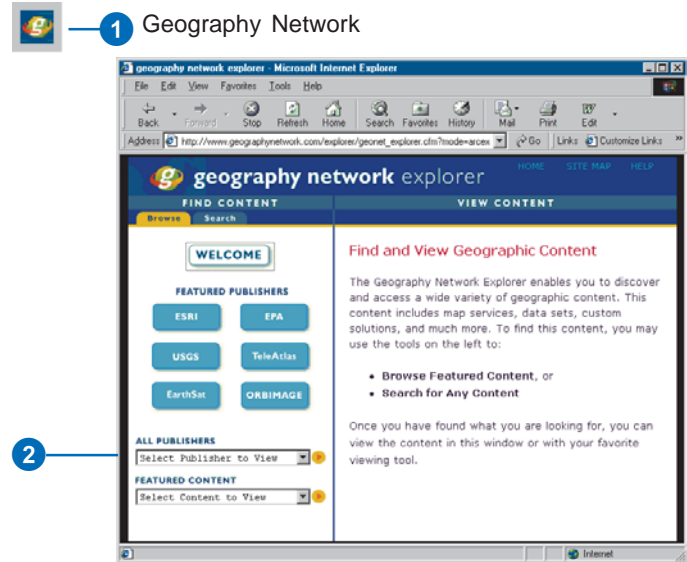 1 Geography Network
geography network explorer - Microsoft Internet Explorer
File Edit View Favorites Tools Help
Back Forward Stop Refresh Home Search Favorites History Mail Print Edit
Address http://www.geographynetwork.com/explorer/geonet_explorer.cfm?mode=arcex Go Links Customize Links »
geography network explorer
HOME SITE MAP HELP
FIND CONTENT
VIEW CONTENT
Browse Search
WELCOME
FEATURED PUBLISHERS
ESRI EPA
USGS TeleAtlas
EarthSat ORBIMAGE
2
ALL PUBLISHERS
Select Publisher to View
FEATURED CONTENT
Select Content to View
Find and View Geographic Content
The Geography Network Explorer enables you to discover
and access a wide variety of geographic content. This
content includes map services, data sets, custom
solutions, and much more. To find this content, you may
use the tools on the left to:
• Browse Featured Content, or
• Search for Any Content
Once you have found what you are looking for, you can
view the content in this window or with your favorite
viewing tool.
Internet